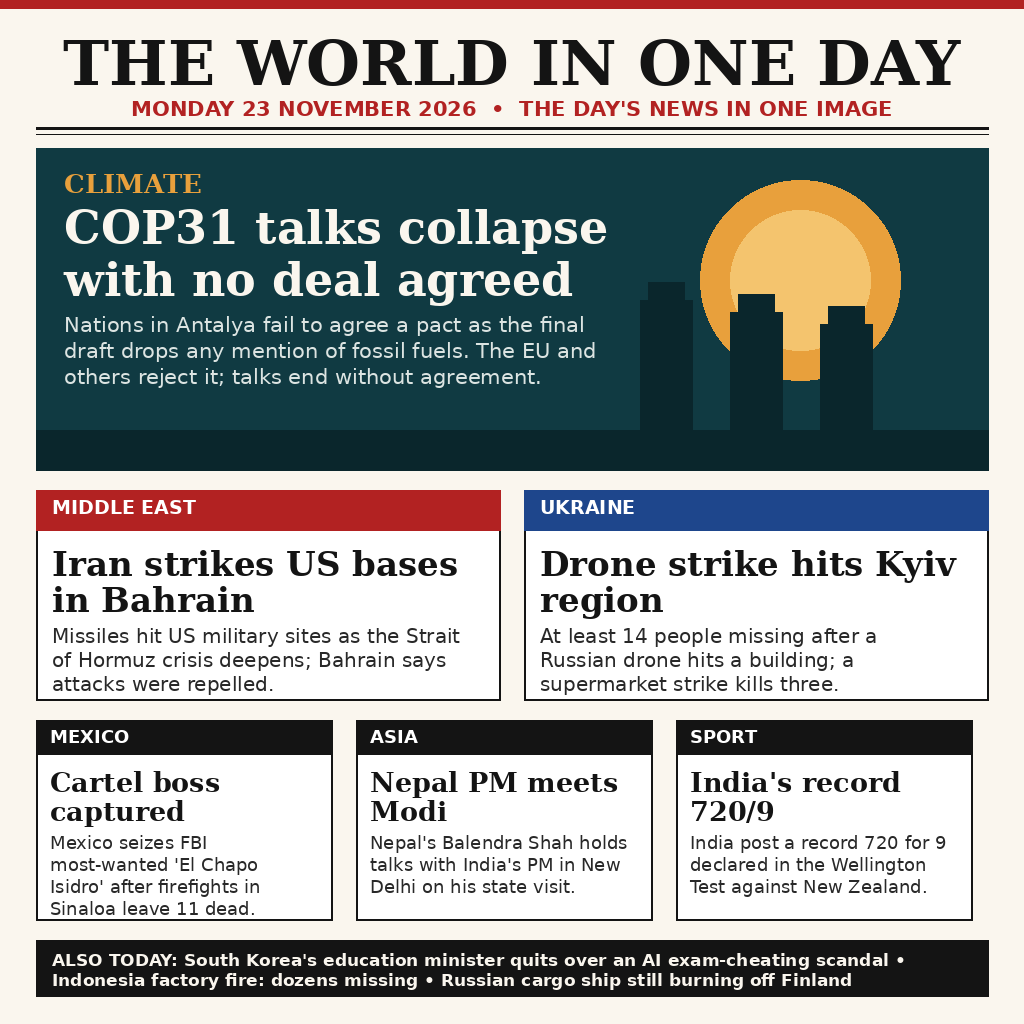 THE WORLD IN ONE DAY
MONDAY 23 NOVEMBER 2026 • THE DAY'S NEWS IN ONE IMAGE
CLIMATE
COP31 talks collapse
with no deal agreed
Nations in Antalya fail to agree a pact as the final
draft drops any mention of fossil fuels. The EU and
others reject it; talks end without agreement.
MIDDLE EAST
Iran strikes US bases
in Bahrain
Missiles hit US military sites as the Strait
of Hormuz crisis deepens; Bahrain says
attacks were repelled.
UKRAINE
Drone strike hits Kyiv
region
At least 14 people missing after a
Russian drone hits a building; a
supermarket strike kills three.
MEXICO
Cartel boss
captured
Mexico seizes FBI
most-wanted 'El Chapo
Isidro' after firefights in
Sinaloa leave 11 dead.
ASIA
Nepal PM meets
Modi
Nepal's Balendra Shah holds
talks with India's PM in New
Delhi on his state visit.
SPORT
India's record
720/9
India post a record 720 for 9
declared in the Wellington
Test against New Zealand.
ALSO TODAY: South Korea's education minister quits over an AI exam-cheating scandal •
Indonesia factory fire: dozens missing • Russian cargo ship still burning off Finland